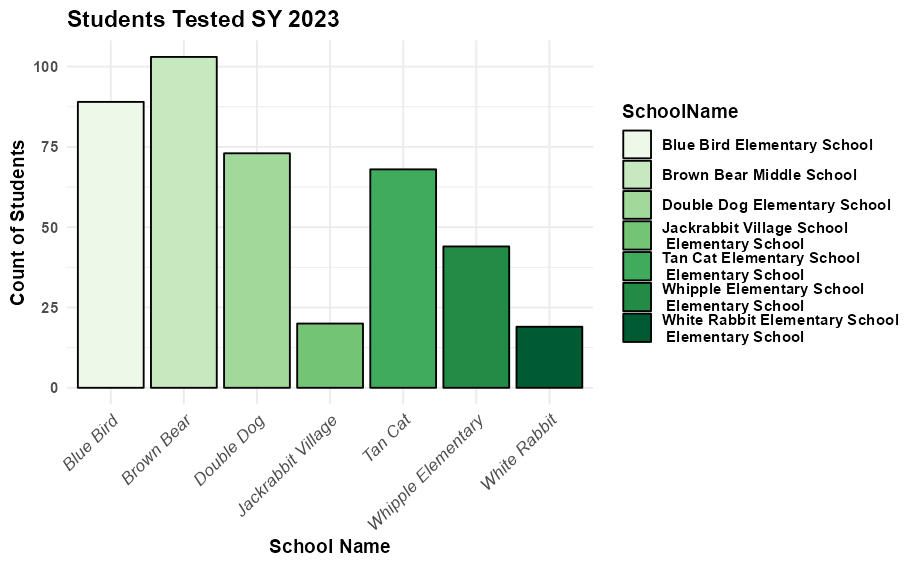 Students Tested SY 2023
100
75
50
25
0
Count of Students
Blue Bird
Brown Bear
Double Dog
Jackrabbit Village
Tan Cat
Whipple Elementary
White Rabbit
School Name
SchoolName
Blue Bird Elementary School
Brown Bear Middle School
Double Dog Elementary School
Jackrabbit Village School
Elementary School
Tan Cat Elementary School
Elementary School
Whipple Elementary School
Elementary School
White Rabbit Elementary School
Elementary School